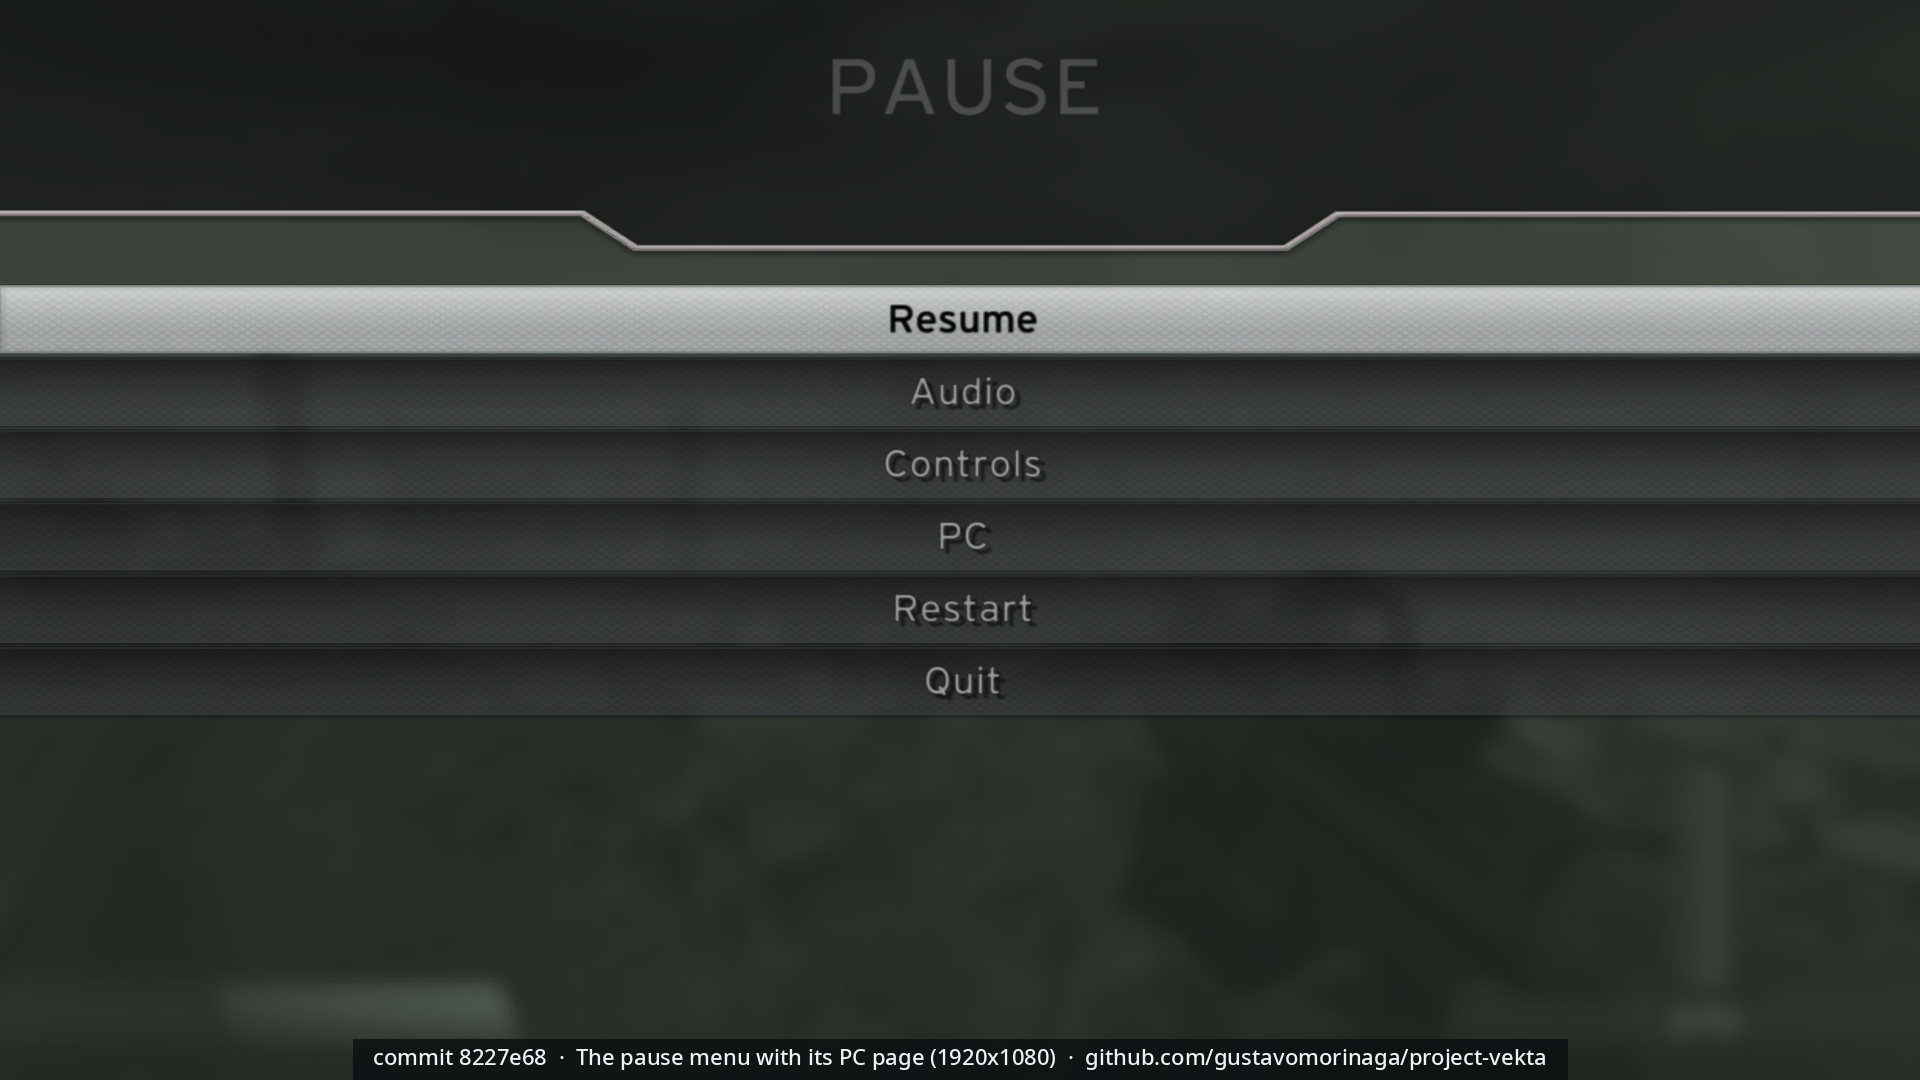 PAUSE
Resume
Audio
Controls
PC
Restart
Quit
commit 8227e68 · The pause menu with its PC page (1920x1080) · github.com/gustavomorinaga/project-vekta